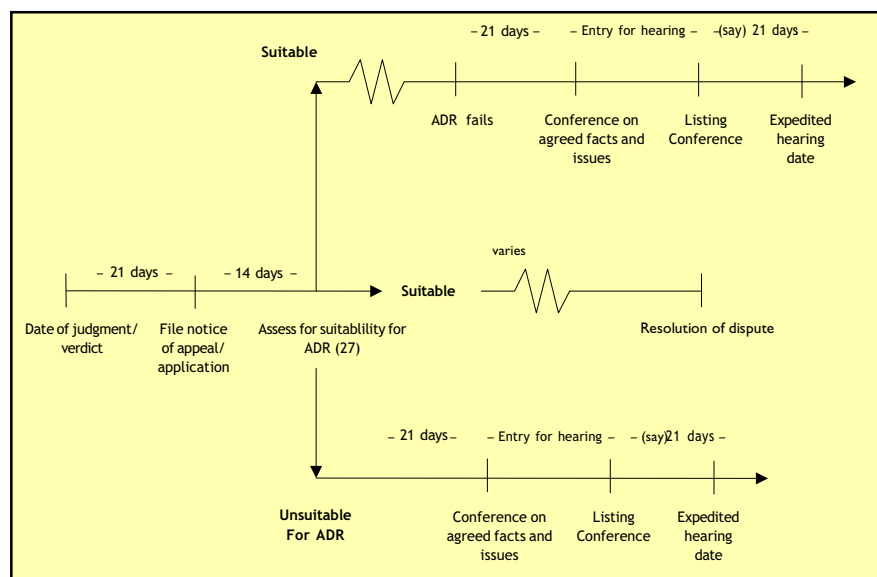 – 21 days –
– Entry for hearing –
–(say) 21 days–
Suitable
ADR fails
Conference on
agreed facts and
issues
Listing
Conference
Expedited
hearing
date
varies
– 21 days –
– 14 days –
Suitable
Date of judgment/
verdict
File notice
of appeal/
application
Assess for suitablility for
ADR (27)
Resolution of dispute
– 21 days –
– Entry for hearing –
– (say)21 days –
Unsuitable
For ADR
Conference on
agreed facts and
issues
Listing
Conference
Expedited
hearing
date